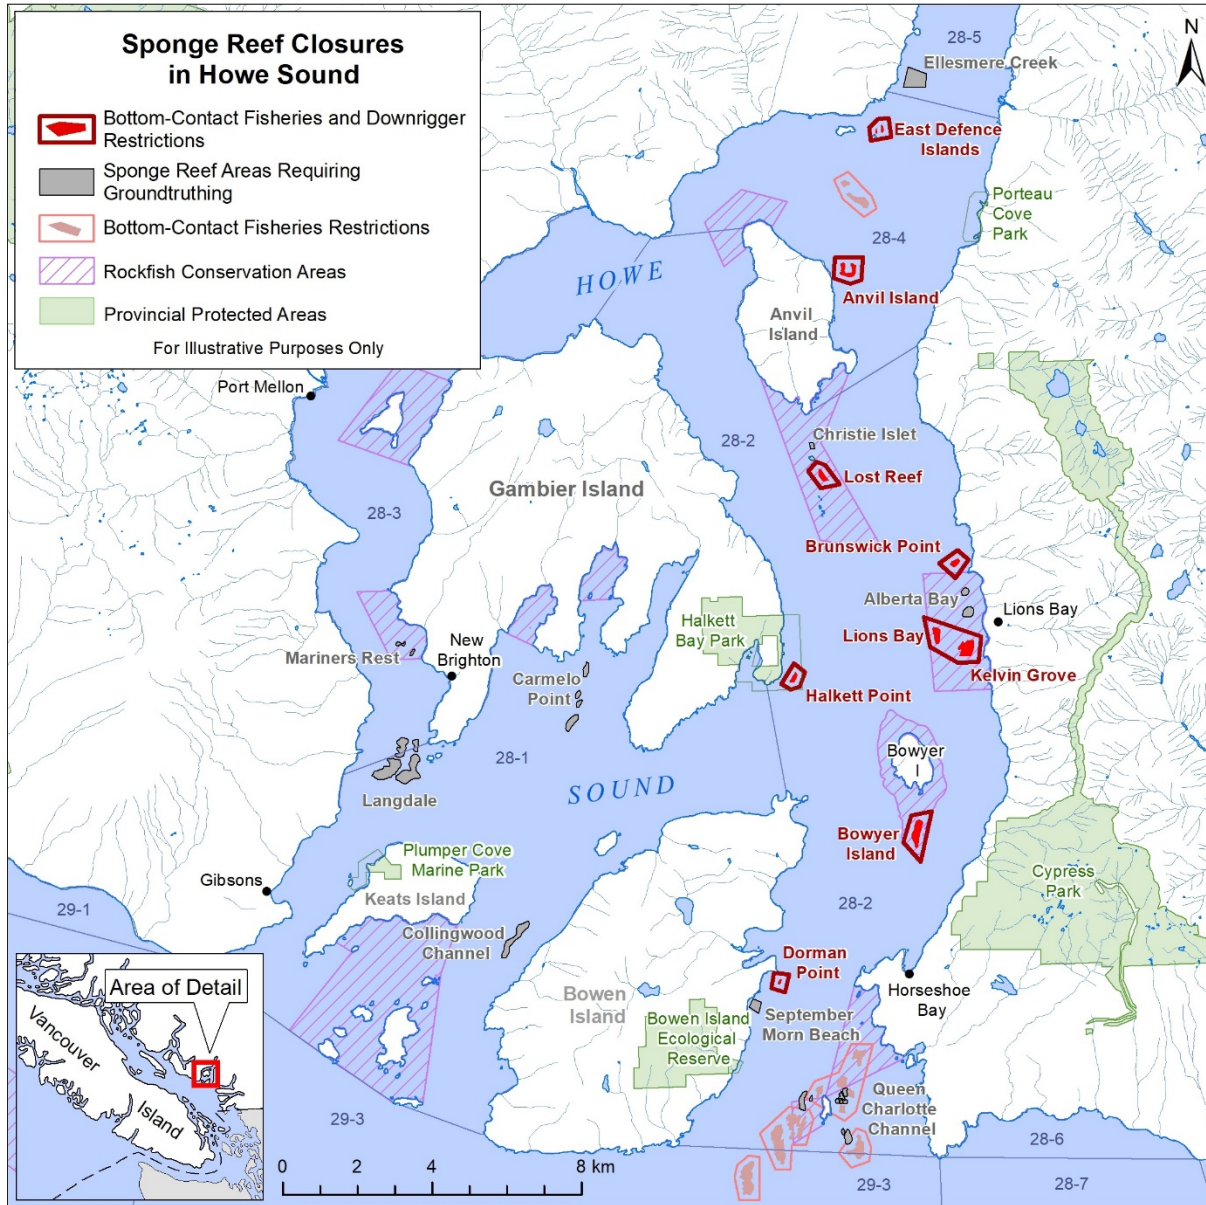 Sponge Reef Closures
in Howe Sound
Bottom-Contact Fisheries and Downrigger
Restrictions
Sponge Reef Areas Requiring
Groundtruthing
Bottom-Contact Fisheries Restrictions
Rockfish Conservation Areas
Provincial Protected Areas
For Illustrative Purposes Only
N
28-5
Ellesmere Creek
East Defence
Islands
Porteau
Cove
Park
28-4
HOWE
Anvil Island
Anvil
Island
Port Mellon
28-2
Christie Islet
Lost Reef
Gambier Island
28-3
Brunswick Point
Alberta Bay
Lions Bay
Halkett
Bay Park
Lions Bay
Mariners Rest
New
Brighton
Carmelo
Point
Kelvin Grove
Halkett Point
28-1
Bowyer
I
SOUND
Langdale
Bowyer
Island
Plumper Cove
Marine Park
Cypress
Park
Gibsons
Keats Island
29-1
28-2
Collingwood
Channel
Dorman
Point
Horseshoe
Bay
Bowen
Island
September
Morn Beach
Bowen Island
Ecological
Reserve
Queen
Charlotte
Channel
Area of Detail
Vancouver
Island
29-3
28-6
29-3
28-7
0
2
4
8 km